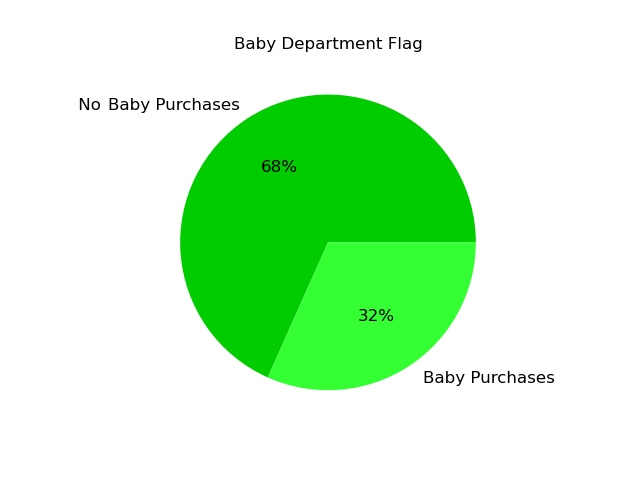 Baby Department Flag
No Baby Purchases
68%
32%
Baby Purchases